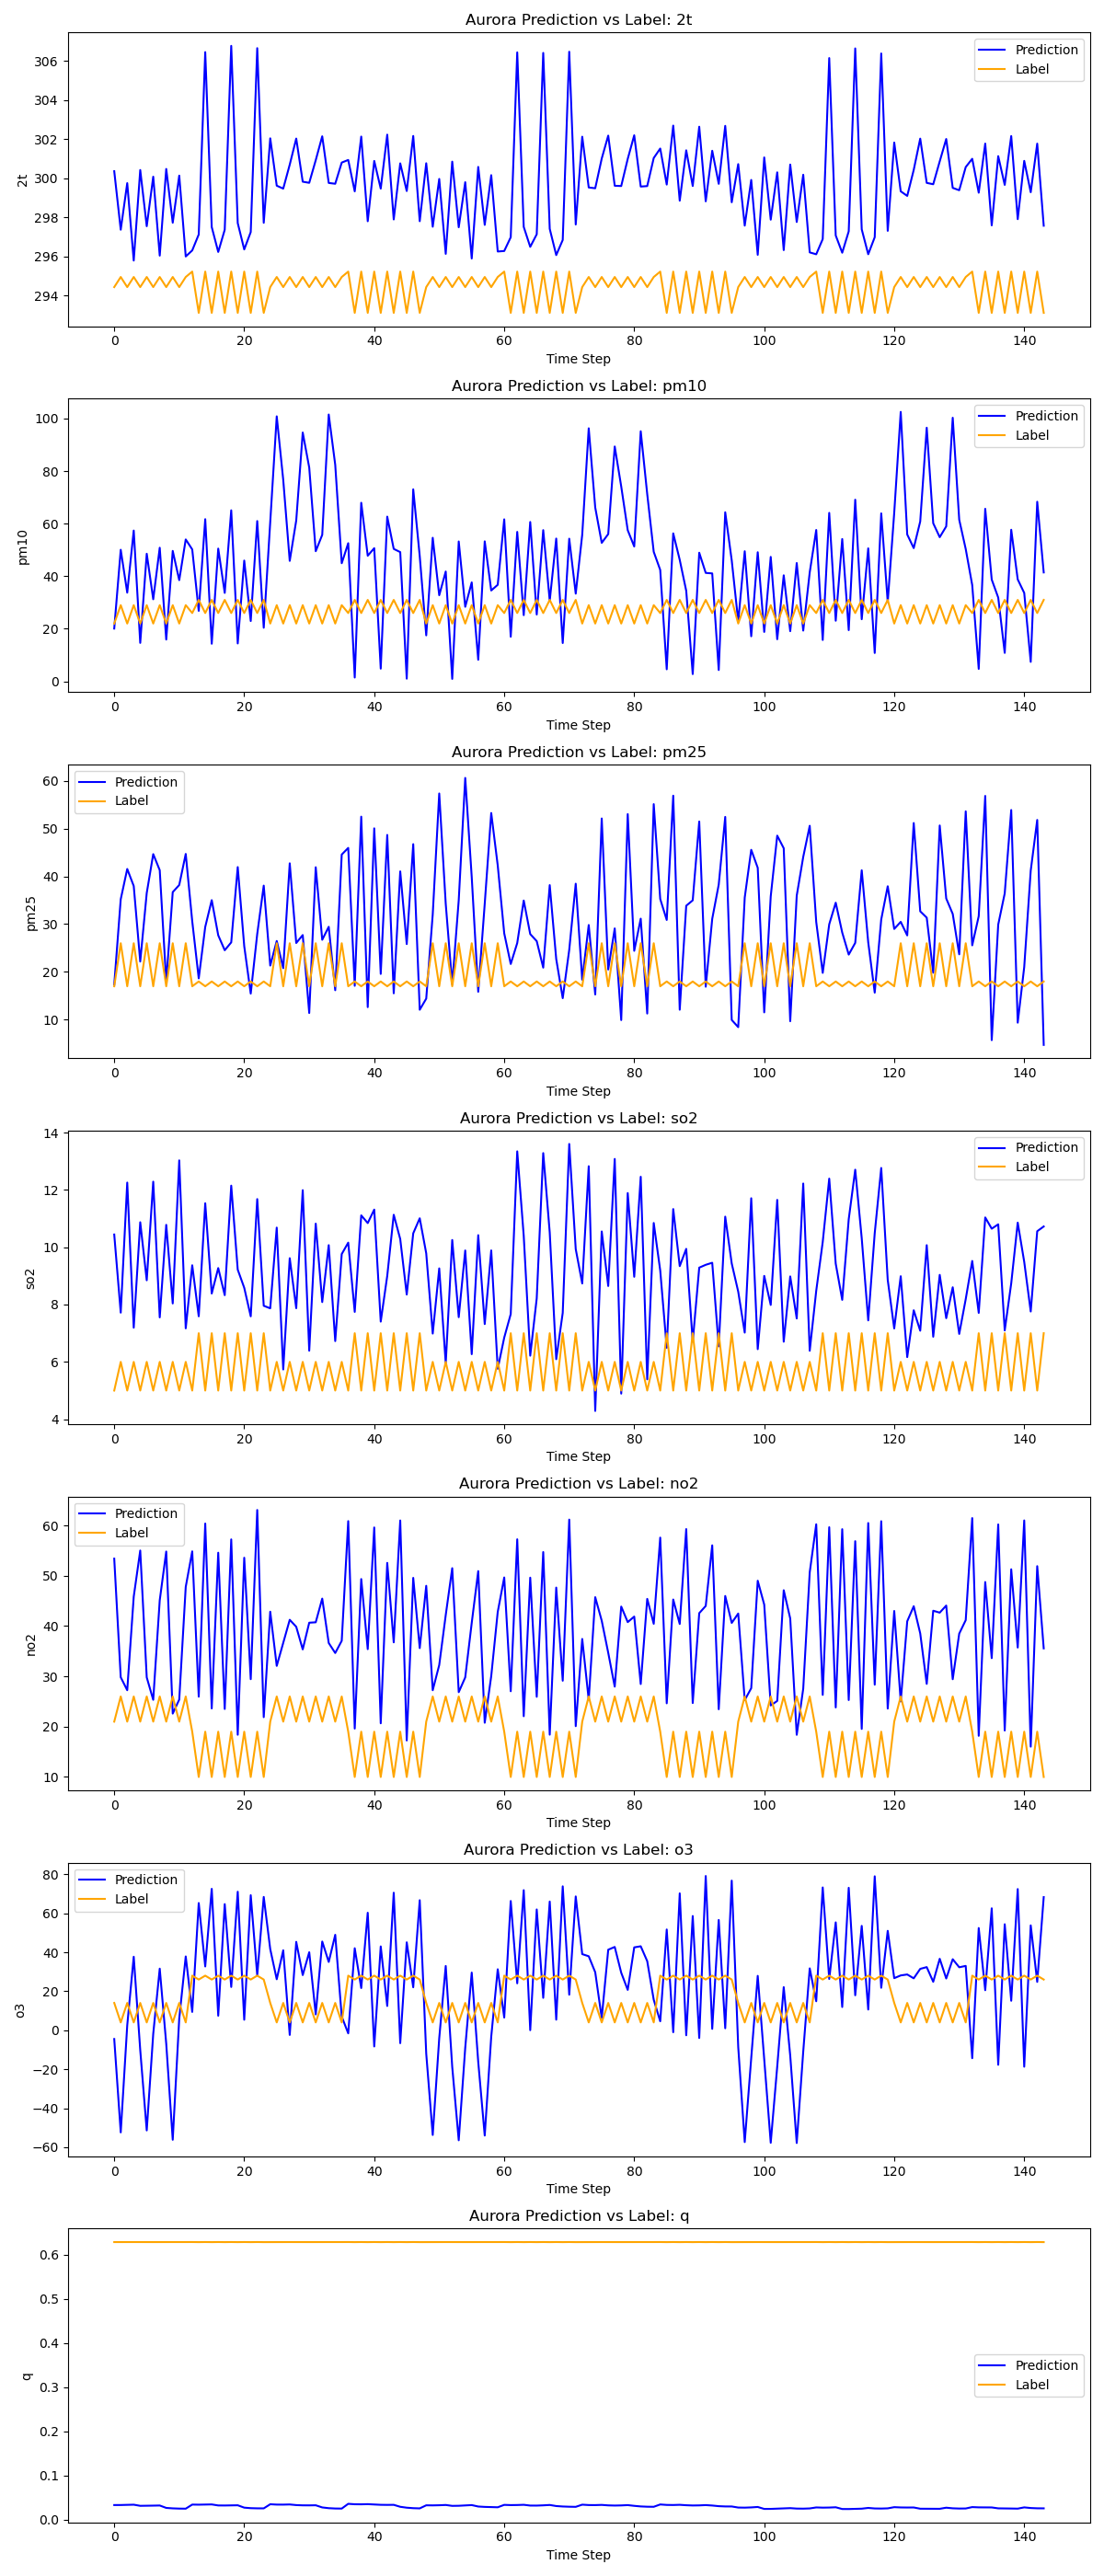 Aurora Prediction vs Label: 2t
Prediction
Label
306
304
302
300
298
296
294
2t
0 20 40 60 80 100 120 140
Time Step
Aurora Prediction vs Label: pm10
Prediction
Label
100
80
60
40
20
0
pm10
0 20 40 60 80 100 120 140
Time Step
Aurora Prediction vs Label: pm25
Prediction
Label
60
50
40
30
20
10
pm25
0 20 40 60 80 100 120 140
Time Step
Aurora Prediction vs Label: so2
Prediction
Label
14
12
10
8
6
4
so2
0 20 40 60 80 100 120 140
Time Step
Aurora Prediction vs Label: no2
Prediction
Label
60
50
40
30
20
10
no2
0 20 40 60 80 100 120 140
Time Step
Aurora Prediction vs Label: o3
Prediction
Label
80
60
40
20
0
−20
−40
−60
o3
0 20 40 60 80 100 120 140
Time Step
Aurora Prediction vs Label: q
Prediction
Label
0.6
0.5
0.4
0.3
0.2
0.1
0.0
q
0 20 40 60 80 100 120 140
Time Step